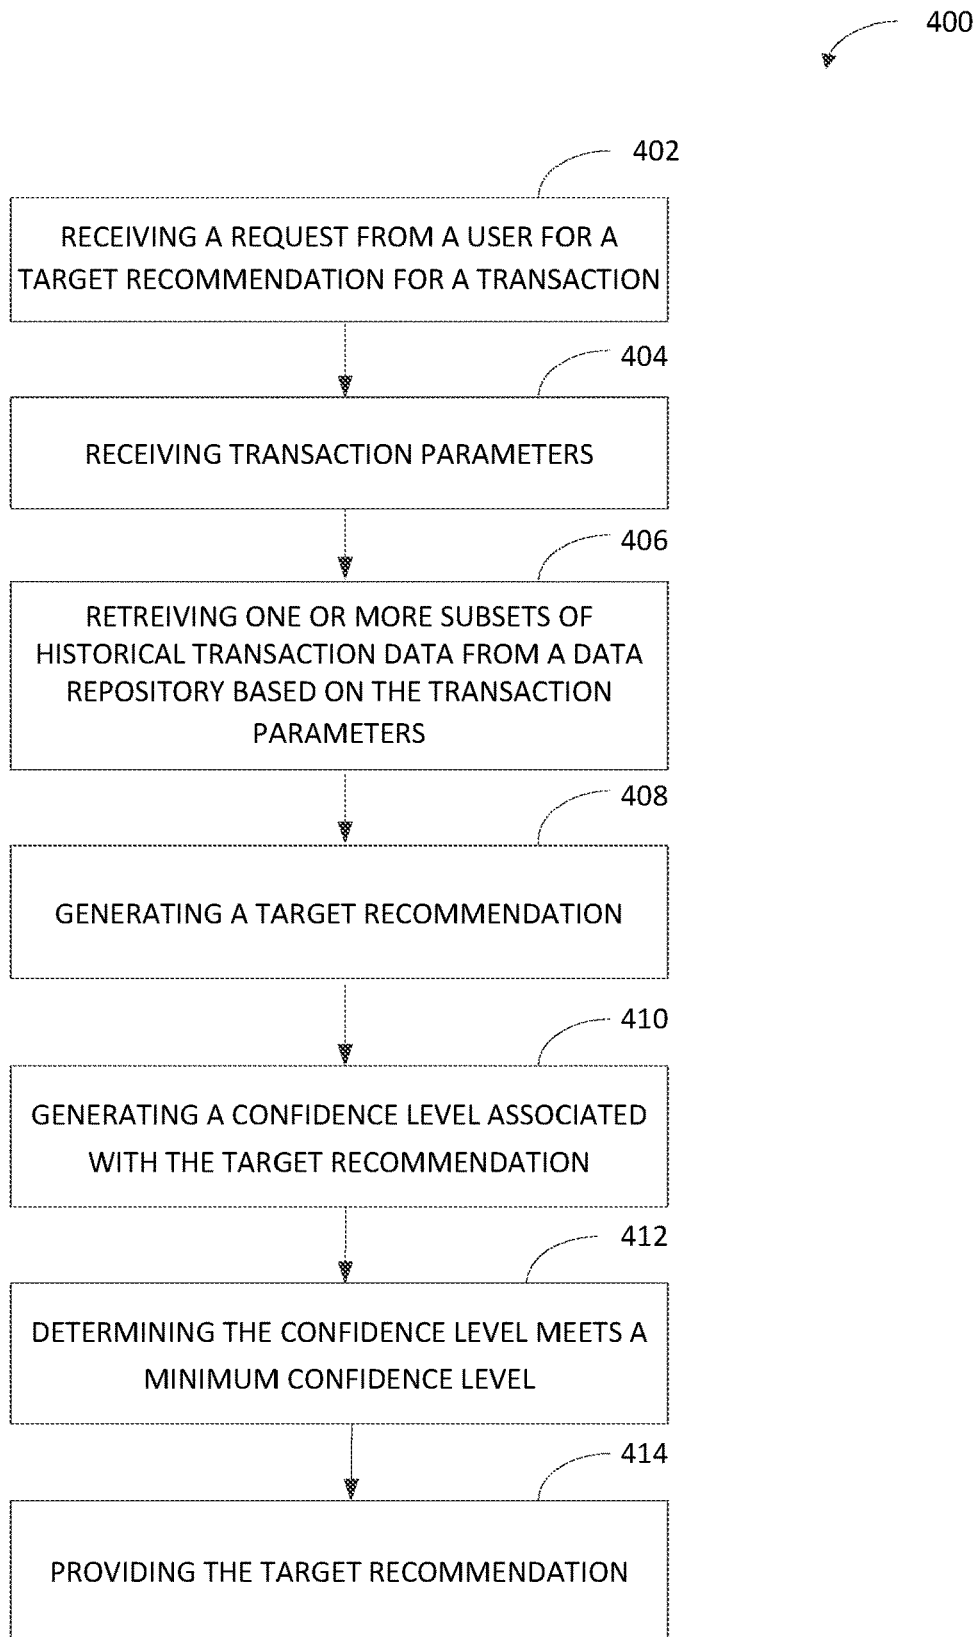 400
402
RECEIVING A REQUEST FROM A USER FOR A
TARGET RECOMMENDATION FOR A TRANSACTION
404
RECEIVING TRANSACTION PARAMETERS
406
RETREIVING ONE OR MORE SUBSETS OF
HISTORICAL TRANSACTION DATA FROM A DATA
REPOSITORY BASED ON THE TRANSACTION
PARAMETERS
408
GENERATING A TARGET RECOMMENDATION
410
GENERATING A CONFIDENCE LEVEL ASSOCIATED
WITH THE TARGET RECOMMENDATION
412
DETERMINING THE CONFIDENCE LEVEL MEETS A
MINIMUM CONFIDENCE LEVEL
414
PROVIDING THE TARGET RECOMMENDATION